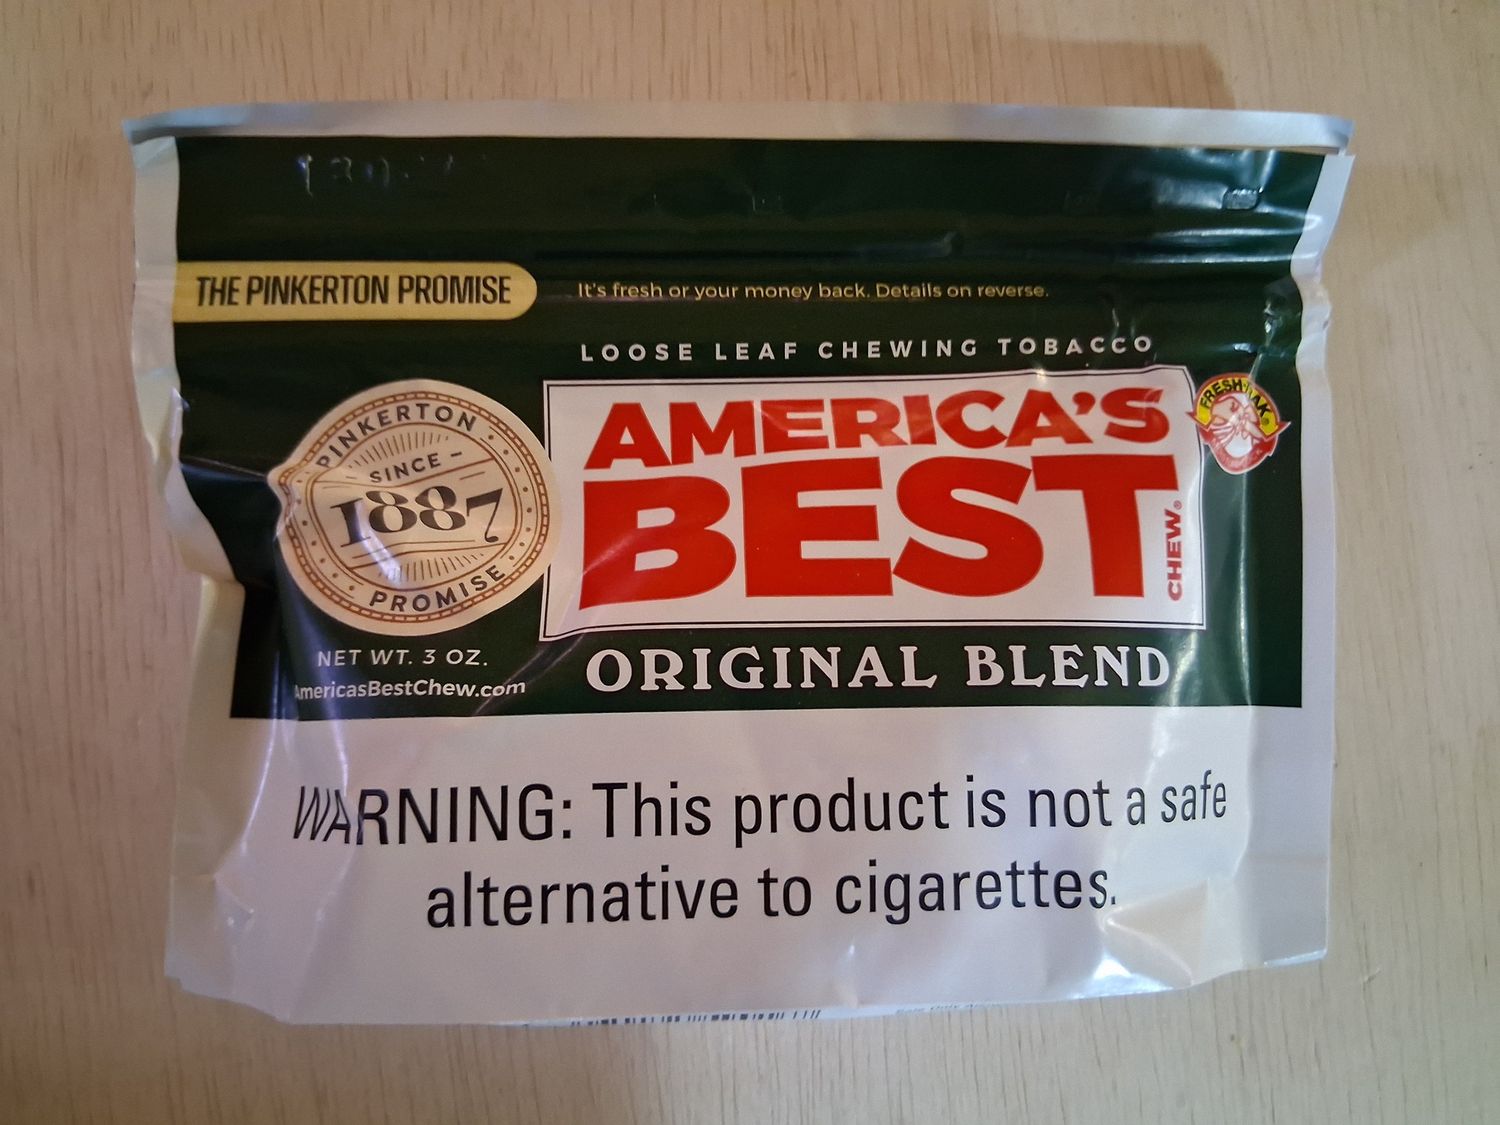 THE PINKERTON PROMISE
It's fresh or your money back. Details on reverse.
LOOSE LEAF CHEWING TOBACCO
AMERICA'S
BEST
CHEW®
ORIGINAL BLEND
PINKERTON
SINCE
1887
PROMISE
NET WT. 3 OZ.
AmericasBestChew.com
WARNING: This product is not a safe
alternative to cigarettes.